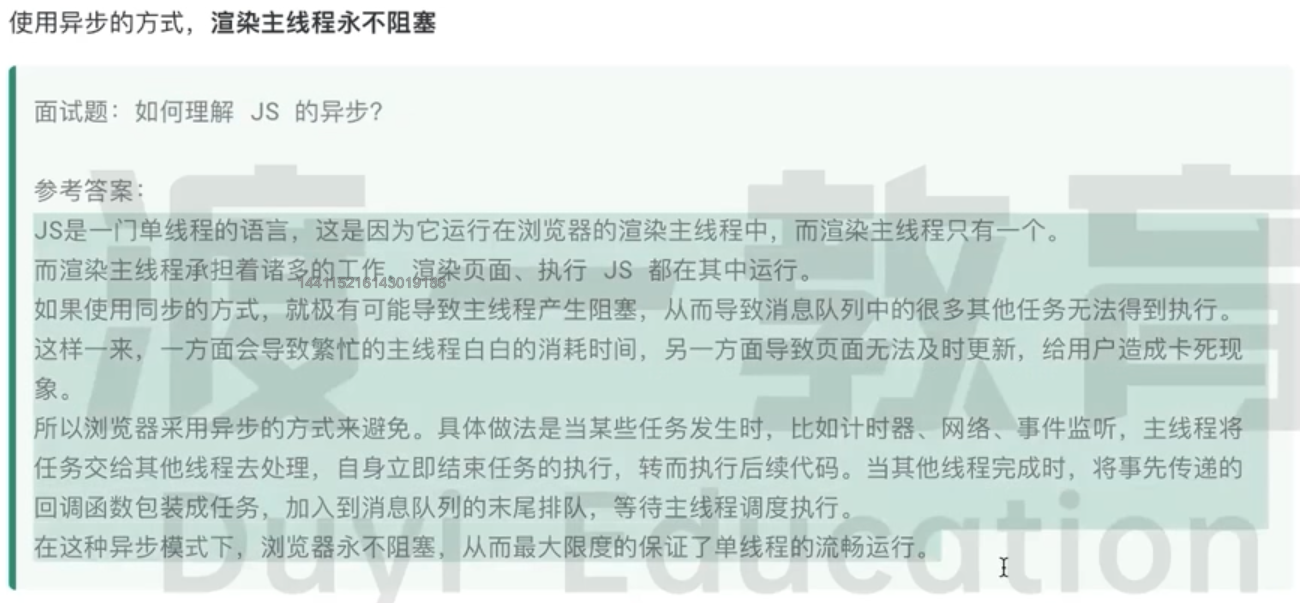 使用异步的方式，渲染主线程永不阻塞
面试题：如何理解 JS 的异步？
参考答案：
JS是一门单线程的语言，这是因为它运行在浏览器的渲染主线程中，而渲染主线程只有一个。
而渲染主线程承担着诸多的工作，渲染页面、执行 JS 都在其中运行。
144115216143019186
如果使用同步的方式，就极有可能导致主线程产生阻塞，从而导致消息队列中的很多其他任务无法得到执行。
这样一来，一方面会导致繁忙的主线程白白的消耗时间，另一方面导致页面无法及时更新，给用户造成卡死现
象。
所以浏览器采用异步的方式来避免。具体做法是当某些任务发生时，比如计时器、网络、事件监听，主线程将
任务交给其他线程去处理，自身立即结束任务的执行，转而执行后续代码。当其他线程完成时，将事先传递的
回调函数包装成任务，加入到消息队列的末尾排队，等待主线程调度执行。
在这种异步模式下，浏览器永不阻塞，从而最大限度的保证了单线程的流畅运行。
渡一教育
Duyi Education